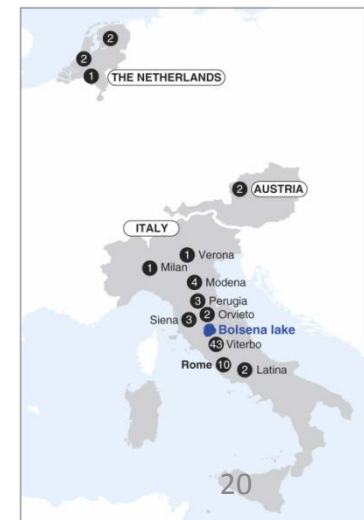 2
2
1 THE NETHERLANDS
2 AUSTRIA
ITALY
1 Verona
1 Milan
4 Modena
3 Perugia
2 Orvieto
Siena 3
Bolsena lake
43 Viterbo
Rome 10
2 Latina
20